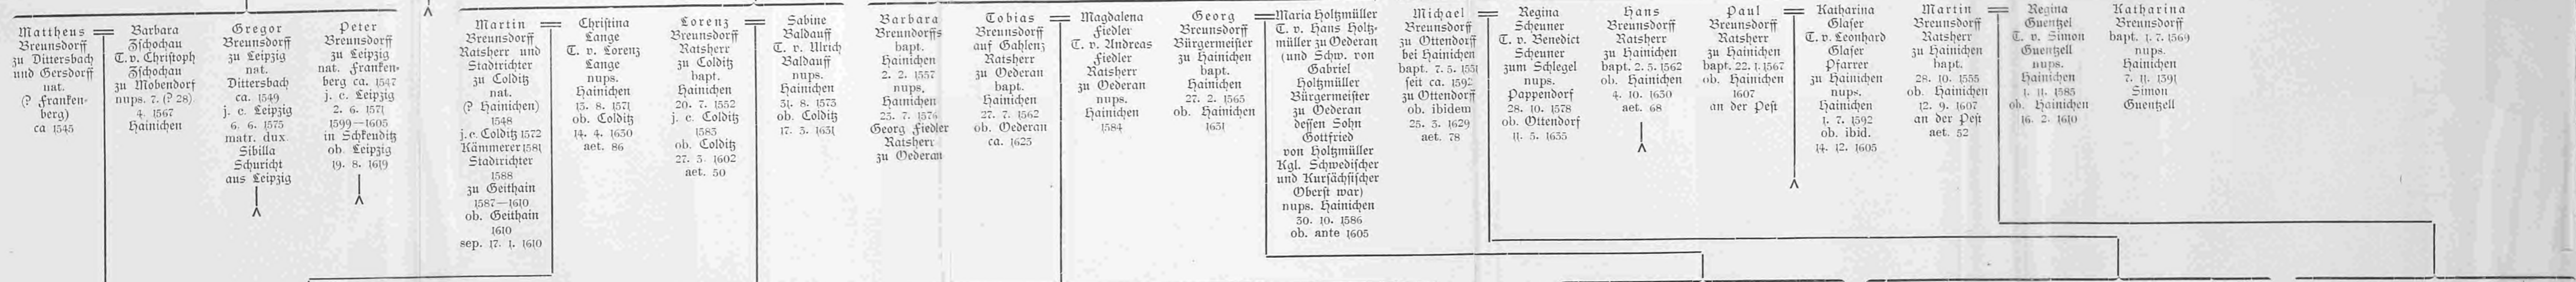 Mattheus
Breunsdorff
zu Dittersbach
und Gersdorff
nat.
(? Franken-
berg)
ca 1545
Barbara
Zschochau
T. v. Christoph
Zschochau
zu Mobendorf
nups. 7. (? 28)
4. 1567
Hainichen
Gregor
Breunsdorff
zu Leipzig
nat.
Dittersbach
ca. 1549
j. c. Leipzig
6. 6. 1575
matr. dux.
Sibilla
Schuricht
aus Leipzig
Peter
Breunsdorff
zu Leipzig
nat. Franken-
berg ca. 1547
j. c. Leipzig
2. 6. 1571
1599—1605
in Schkeuditz
ob. Leipzig
19. 8. 1619
Martin
Breunsdorff
Ratsherr und
Stadtrichter
zu Colditz
nat.
(? Hainichen)
1548
j. c. Colditz 1572
Kämmerer 1581
Stadtrichter
1588
zu Geithain
1587—1610
ob. Geithain
1610
sep. 17. 1. 1610
Christina
Lange
T. v. Lorenz
Lange
nups.
Hainichen
13. 8. 1571
ob. Colditz
14. 4. 1630
aet. 86
Lorenz
Breunsdorff
Ratsherr
zu Colditz
bapt.
Hainichen
20. 7. 1552
j. c. Colditz
1583
ob. Colditz
27. 3. 1602
aet. 50
Sabine
Baldauff
T. v. Ulrich
Baldauff
nups.
Hainichen
31. 8. 1573
ob. Colditz
17. 3. 1631
Barbara
Breundorffs
bapt.
Hainichen
2. 2. 1557
nups.
Hainichen
23. 7. 1576
Georg Fiedler
Ratsherr
zu Oederan
Tobias
Breunsdorff
auf Gahlenz
Ratsherr
zu Oederan
bapt.
Hainichen
27. 7. 1562
ob. Oederan
ca. 1623
Magdalena
Fiedler
T. v. Andreas
Fiedler
Ratsherr
zu Oederan
nups.
Hainichen
1584
Georg
Breunsdorff
Bürgermeister
zu Hainichen
bapt.
Hainichen
27. 2. 1565
ob. Hainichen
1631
Maria Holtzmüller
T. v. Hans Holtz-
müller zu Oederan
(und Schw. von
Gabriel
Holtzmüller
Bürgermeister
zu Oederan
dessen Sohn
Gottfried
von Holtzmüller
Kgl. Schwedischer
und Kursächsischer
Oberst war)
nups. Hainichen
30. 10. 1586
ob. ante 1605
Michael
Breunsdorff
zu Ottendorf
bei Hainichen
bapt. 7. 5. 1551
seit ca. 1592
zu Ottendorf
ob. ibidem
25. 3. 1629
aet. 78
Regina
Scheuner
T. v. Benedict
Scheuner
zum Schlegel
nups.
Pappendorf
28. 10. 1578
ob. Ottendorf
11. 5. 1635
Hans
Breunsdorff
Ratsherr
zu Hainichen
bapt. 2. 5. 1562
ob. Hainichen
4. 10. 1630
aet. 68
Paul
Breunsdorff
Ratsherr
zu Hainichen
bapt. 22. 1. 1567
ob. Hainichen
1607
an der Pest
Katharina
Glaser
T. v. Leonhard
Glaser
Pfarrer
zu Hainichen
nups.
Hainichen
1. 7. 1592
ob. ibid.
14. 12. 1605
Martin
Breunsdorff
Ratsherr
zu Hainichen
bapt.
28. 10. 1555
ob. Hainichen
12. 9. 1607
an der Pest
aet. 52
Regina
Guentzel
T. v. Simon
Guentzell
nups.
Hainichen
1. 11. 1585
ob. Hainichen
16. 2. 1610
Katharina
Breunsdorff
bapt. 1. 7. 1569
nups.
Hainichen
7. 11. 1591
Simon
Guentzell